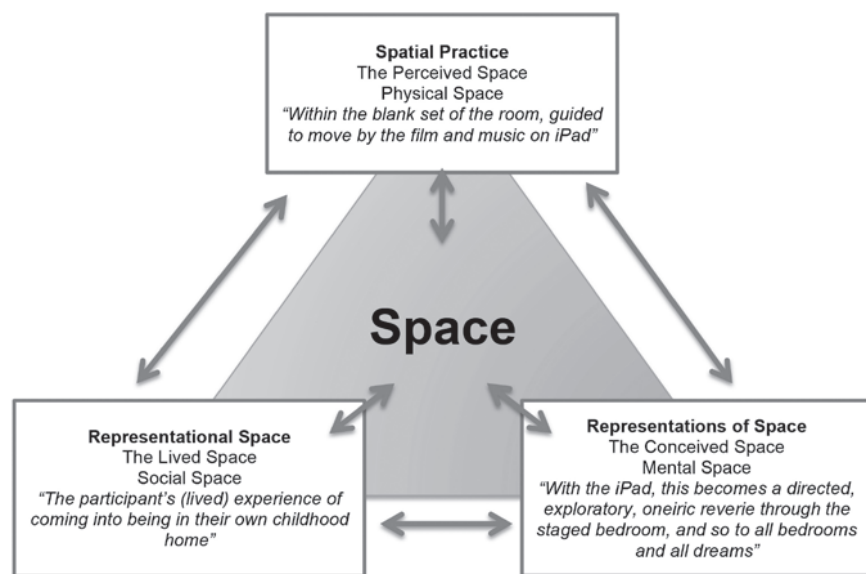 Spatial Practice
The Perceived Space
Physical Space
“Within the blank set of the room, guided
to move by the film and music on iPad”
Space
Representational Space
The Lived Space
Social Space
“The participant’s (lived) experience of
coming into being in their own childhood
home”
Representations of Space
The Conceived Space
Mental Space
“With the iPad, this becomes a directed,
exploratory, oneiric reverie through the
staged bedroom, and so to all bedrooms
and all dreams”